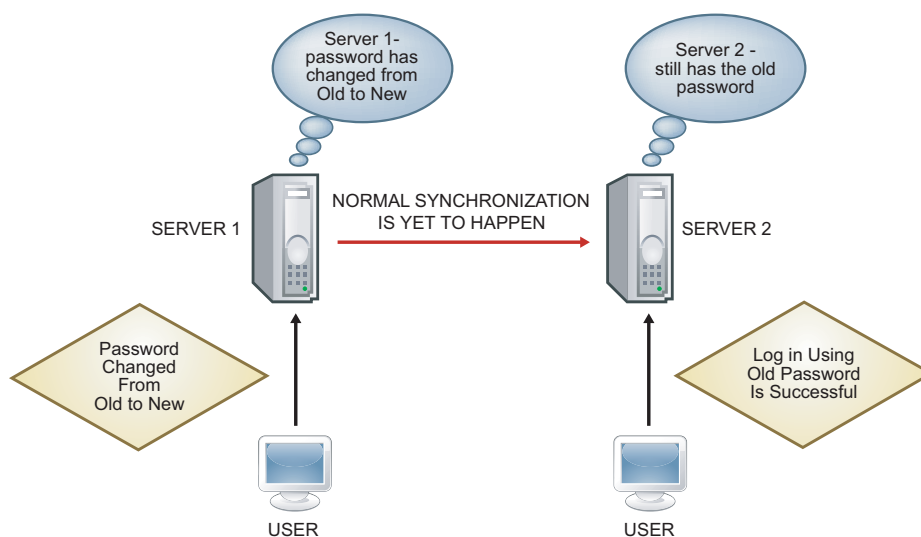 Server 1-
password has
changed from
Old to New
Server 2 -
still has the old
password
SERVER 1
NORMAL SYNCHRONIZATION
IS YET TO HAPPEN
SERVER 2
Password
Changed
From
Old to New
Log in Using
Old Password
Is Successful
USER
USER